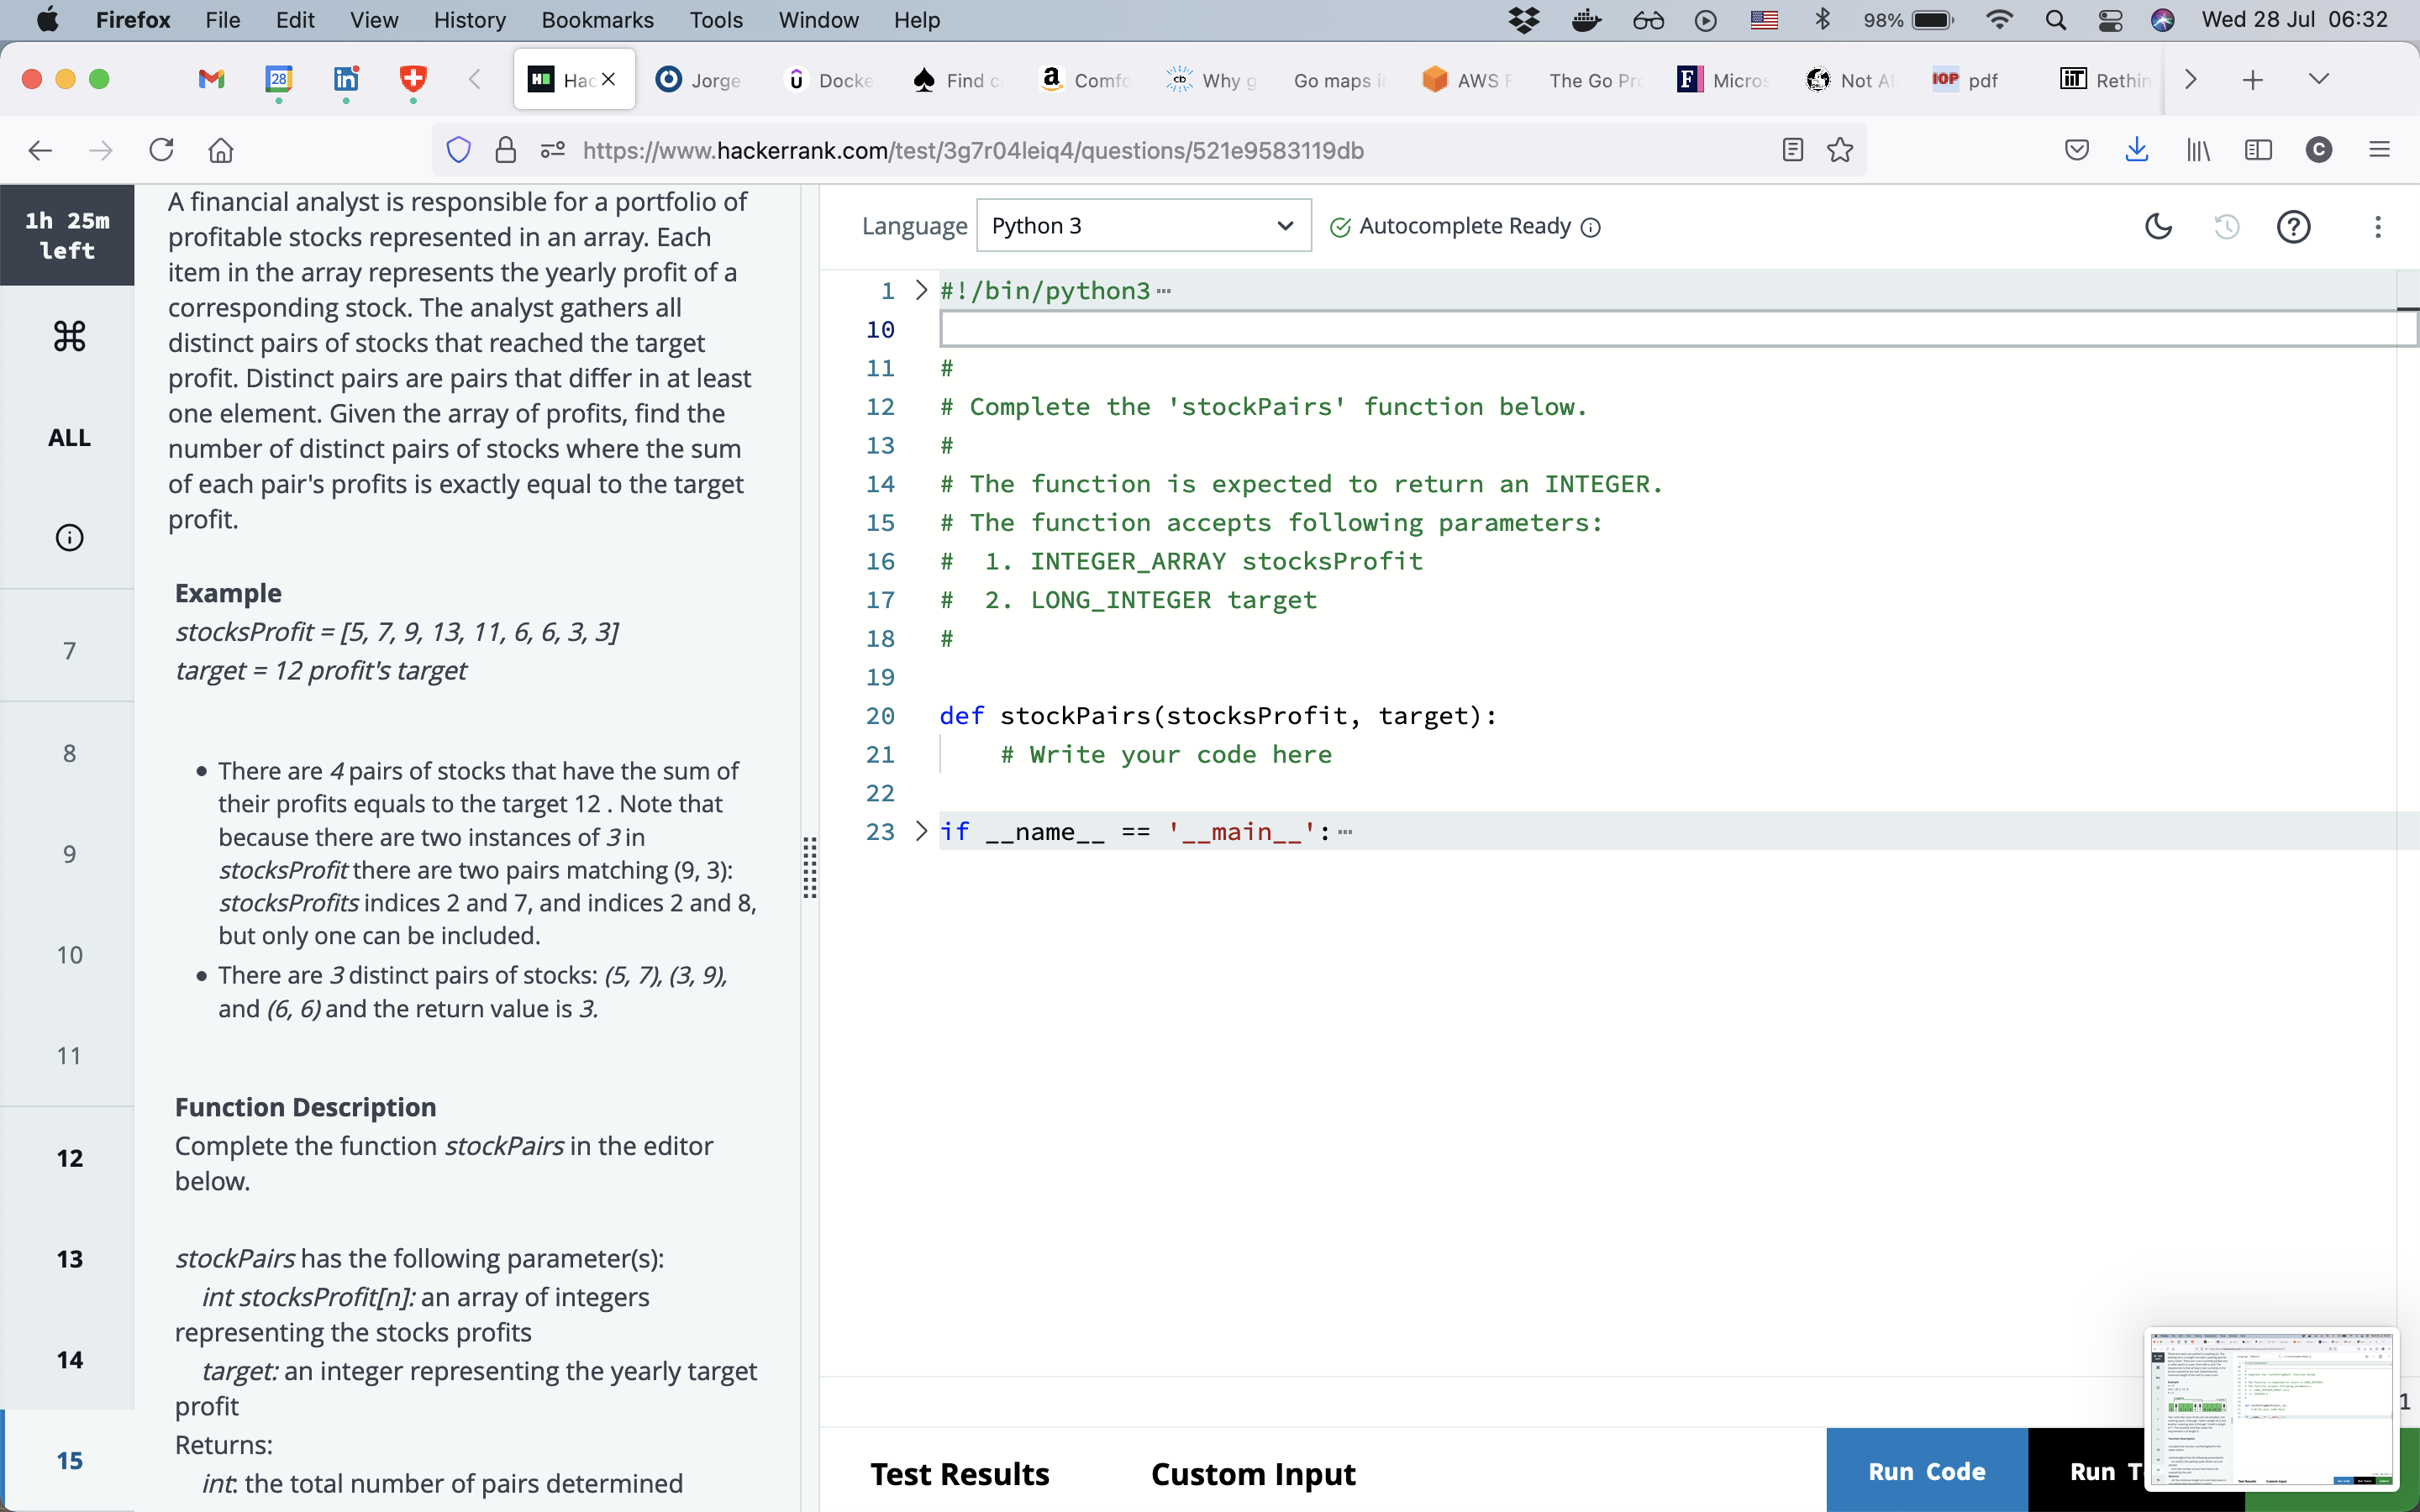 Firefox File Edit View History Bookmarks Tools Window Help 98% Wed 28 Jul 06:32
28 Hac Jorge Docke Find c Comfo Why g Go maps i AWS F The Go Pro Micros Not Al IOP pdf Rethin
https://www.hackerrank.com/test/3g7r04leiq4/questions/521e9583119db
1h 25m
left
ALL
7
8
9
10
11
12
13
14
15
A financial analyst is responsible for a portfolio of
profitable stocks represented in an array. Each
item in the array represents the yearly profit of a
corresponding stock. The analyst gathers all
distinct pairs of stocks that reached the target
profit. Distinct pairs are pairs that differ in at least
one element. Given the array of profits, find the
number of distinct pairs of stocks where the sum
of each pair's profits is exactly equal to the target
profit.
Example
stocksProfit = [5, 7, 9, 13, 11, 6, 6, 3, 3]
target = 12 profit's target
• There are 4 pairs of stocks that have the sum of
their profits equals to the target 12 . Note that
because there are two instances of 3 in
stocksProfit there are two pairs matching (9, 3):
stocksProfits indices 2 and 7, and indices 2 and 8,
but only one can be included.
• There are 3 distinct pairs of stocks: (5, 7), (3, 9),
and (6, 6) and the return value is 3.
Function Description
Complete the function stockPairs in the editor
below.
stockPairs has the following parameter(s):
int stocksProfit[n]: an array of integers
representing the stocks profits
target: an integer representing the yearly target
profit
Returns:
int: the total number of pairs determined
Language Python 3 Autocomplete Ready
1 #!/bin/python3
10
11 #
12 # Complete the 'stockPairs' function below.
13 #
14 # The function is expected to return an INTEGER.
15 # The function accepts following parameters:
16 #  1. INTEGER_ARRAY stocksProfit
17 #  2. LONG_INTEGER target
18 #
19
20 def stockPairs(stocksProfit, target):
21     # Write your code here
22
23 if __name__ == '__main__':
Test Results Custom Input Run Code Run T